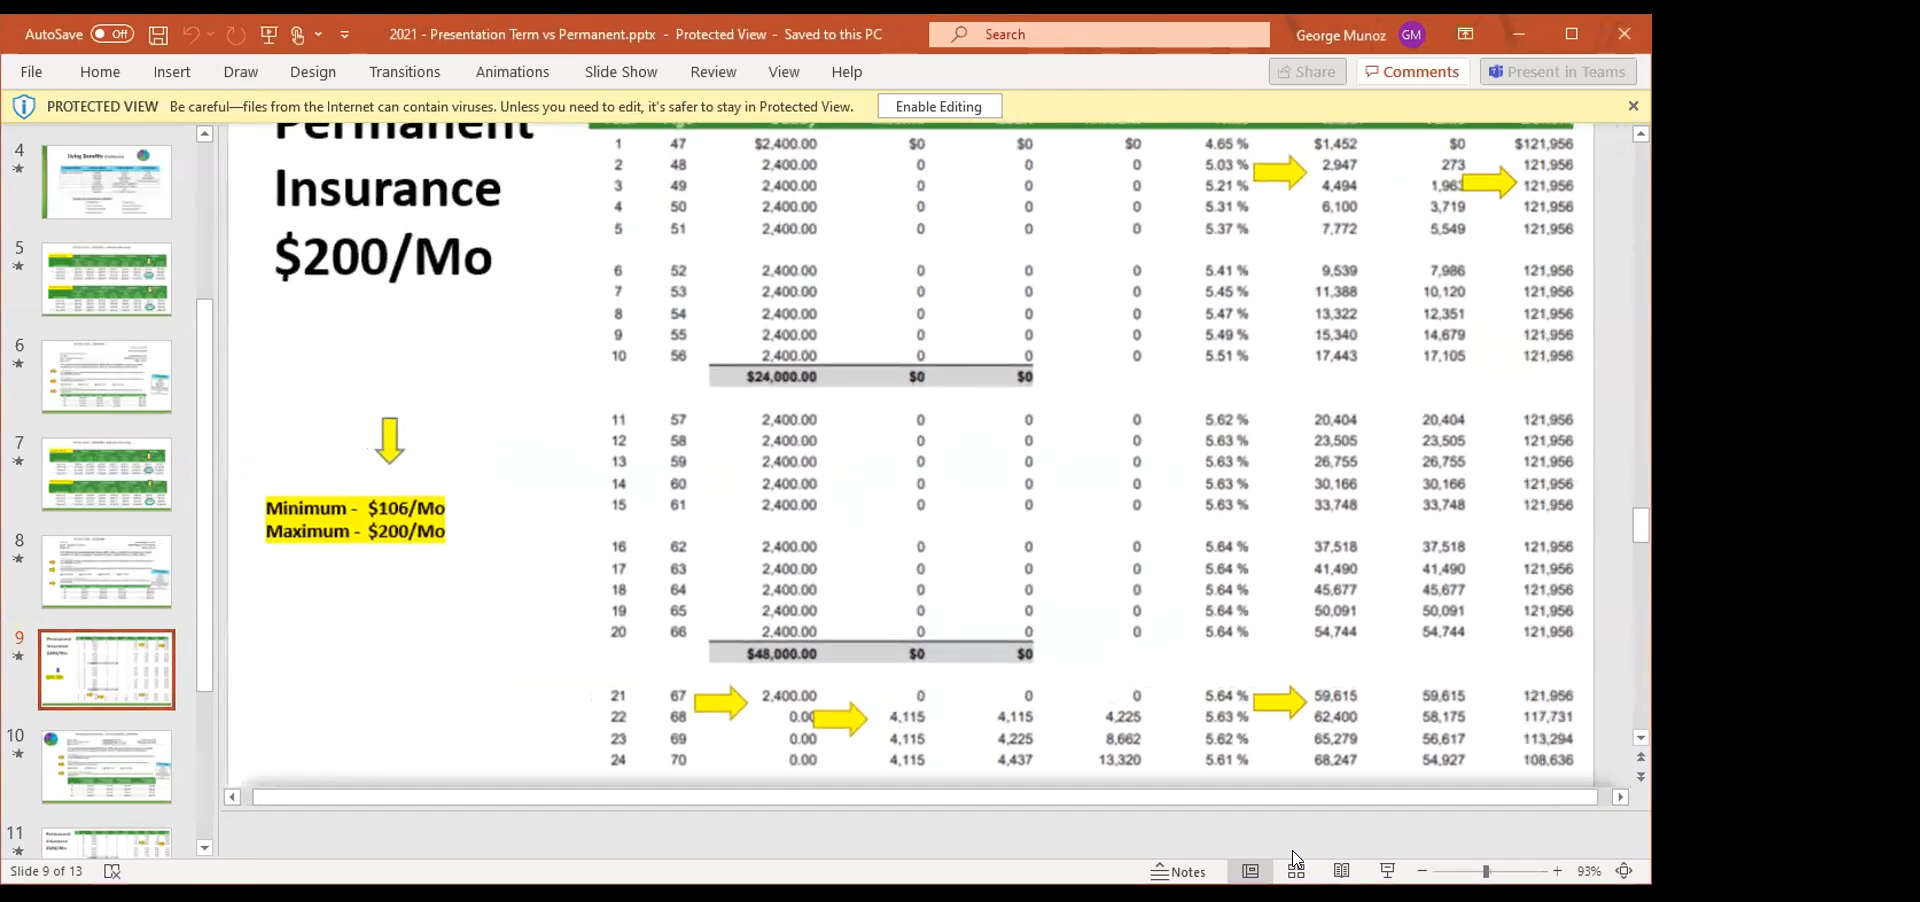 AutoSave Off 2021 - Presentation Term vs Permanent.pptx - Protected View - Saved to this PC Search George Munoz GM
File Home Insert Draw Design Transitions Animations Slide Show Review View Help Share Comments Present in Teams
PROTECTED VIEW Be careful—files from the Internet can contain viruses. Unless you need to edit, it's safer to stay in Protected View. Enable Editing
4
5
6
7
8
9
10
11
Permanent
Insurance
$200/Mo
Minimum - $106/Mo
Maximum - $200/Mo
1 47 $2,400.00 $0 $0 $0 4.65 % $1,452 $0 $121,956
2 48 2,400.00 0 0 0 5.03 % 2,947 273 121,956
3 49 2,400.00 0 0 0 5.21 % 4,494 1,963 121,956
4 50 2,400.00 0 0 0 5.31 % 6,100 3,719 121,956
5 51 2,400.00 0 0 0 5.37 % 7,772 5,549 121,956
6 52 2,400.00 0 0 0 5.41 % 9,539 7,986 121,956
7 53 2,400.00 0 0 0 5.45 % 11,388 10,120 121,956
8 54 2,400.00 0 0 0 5.47 % 13,322 12,351 121,956
9 55 2,400.00 0 0 0 5.49 % 15,340 14,679 121,956
10 56 2,400.00 0 0 0 5.51 % 17,443 17,105 121,956
$24,000.00 $0 $0
11 57 2,400.00 0 0 0 5.62 % 20,404 20,404 121,956
12 58 2,400.00 0 0 0 5.63 % 23,505 23,505 121,956
13 59 2,400.00 0 0 0 5.63 % 26,755 26,755 121,956
14 60 2,400.00 0 0 0 5.63 % 30,166 30,166 121,956
15 61 2,400.00 0 0 0 5.63 % 33,748 33,748 121,956
16 62 2,400.00 0 0 0 5.64 % 37,518 37,518 121,956
17 63 2,400.00 0 0 0 5.64 % 41,490 41,490 121,956
18 64 2,400.00 0 0 0 5.64 % 45,677 45,677 121,956
19 65 2,400.00 0 0 0 5.64 % 50,091 50,091 121,956
20 66 2,400.00 0 0 0 5.64 % 54,744 54,744 121,956
$48,000.00 $0 $0
21 67 2,400.00 0 0 0 5.64 % 59,615 59,615 121,956
22 68 0.00 4,115 4,115 4,225 5.63 % 62,400 58,175 117,731
23 69 0.00 4,115 4,225 8,662 5.62 % 65,279 56,617 113,294
24 70 0.00 4,115 4,437 13,320 5.61 % 68,247 54,927 108,636
Slide 9 of 13 Notes 93%